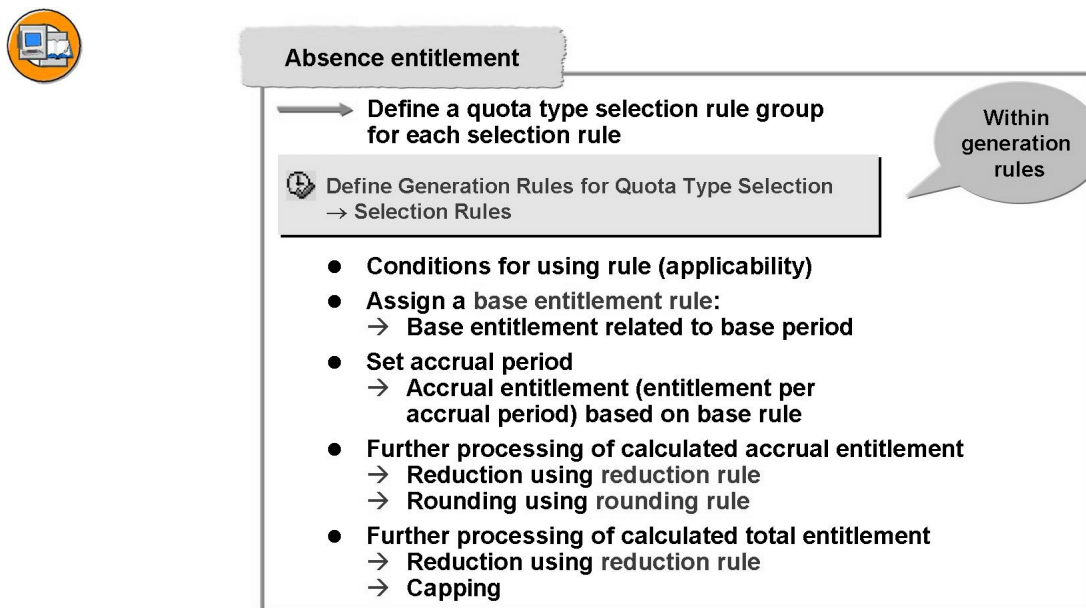 Absence entitlement
→ Define a quota type selection rule group
for each selection rule
Within
generation
rules
Define Generation Rules for Quota Type Selection
→ Selection Rules
● Conditions for using rule (applicability)
● Assign a base entitlement rule:
→ Base entitlement related to base period
● Set accrual period
→ Accrual entitlement (entitlement per
accrual period) based on base rule
● Further processing of calculated accrual entitlement
→ Reduction using reduction rule
→ Rounding using rounding rule
● Further processing of calculated total entitlement
→ Reduction using reduction rule
→ Capping